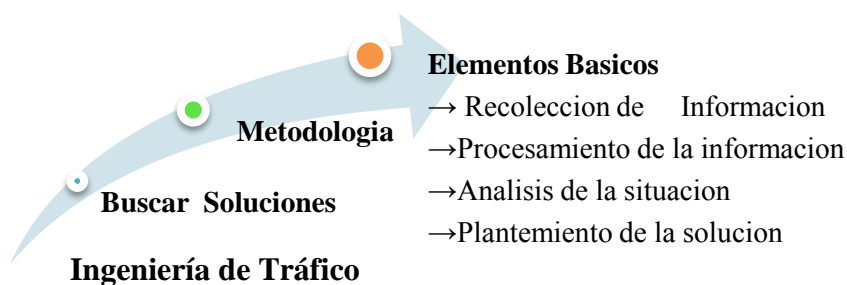 Elementos Basicos
→ Recoleccion de Informacion
Metodologia
→Procesamiento de la informacion
→Analisis de la situacion
Buscar Soluciones
→Plantemiento de la solucion
Ingeniería de Tráfico